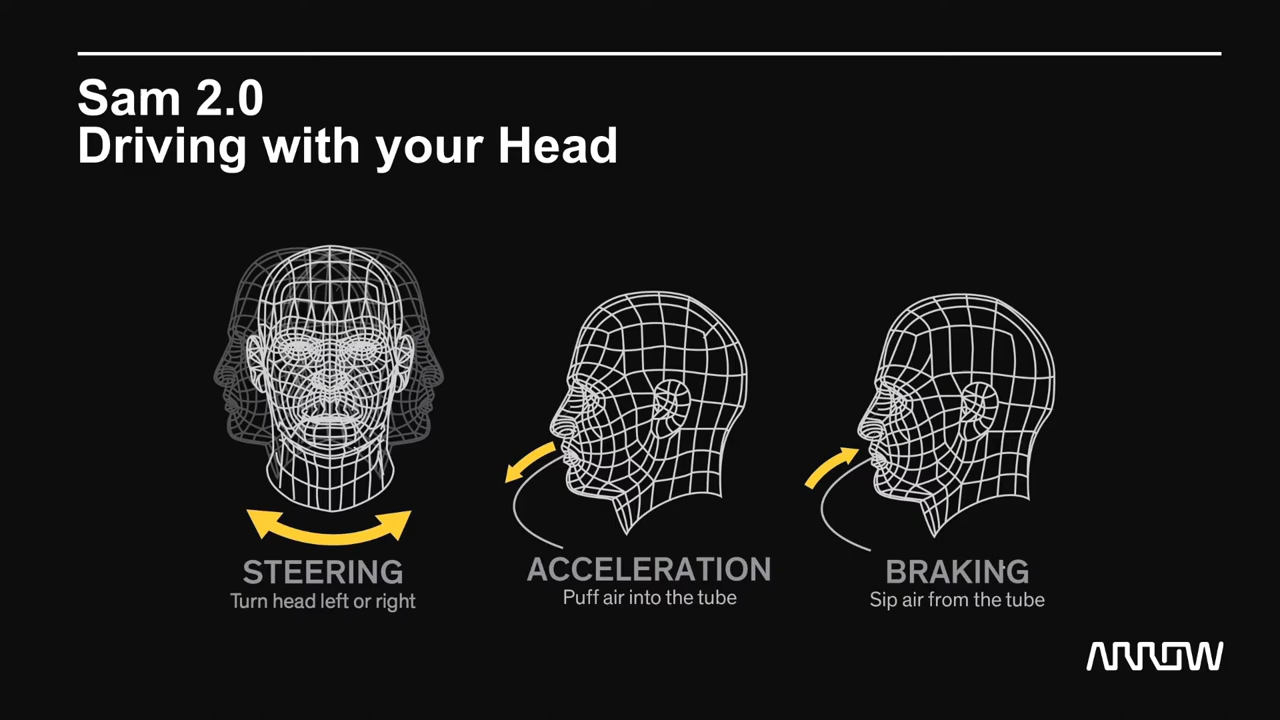 Sam 2.0
Driving with your Head
STEERING
Turn head left or right
ACCELERATION
Puff air into the tube
BRAKING
Sip air from the tube
ARROW